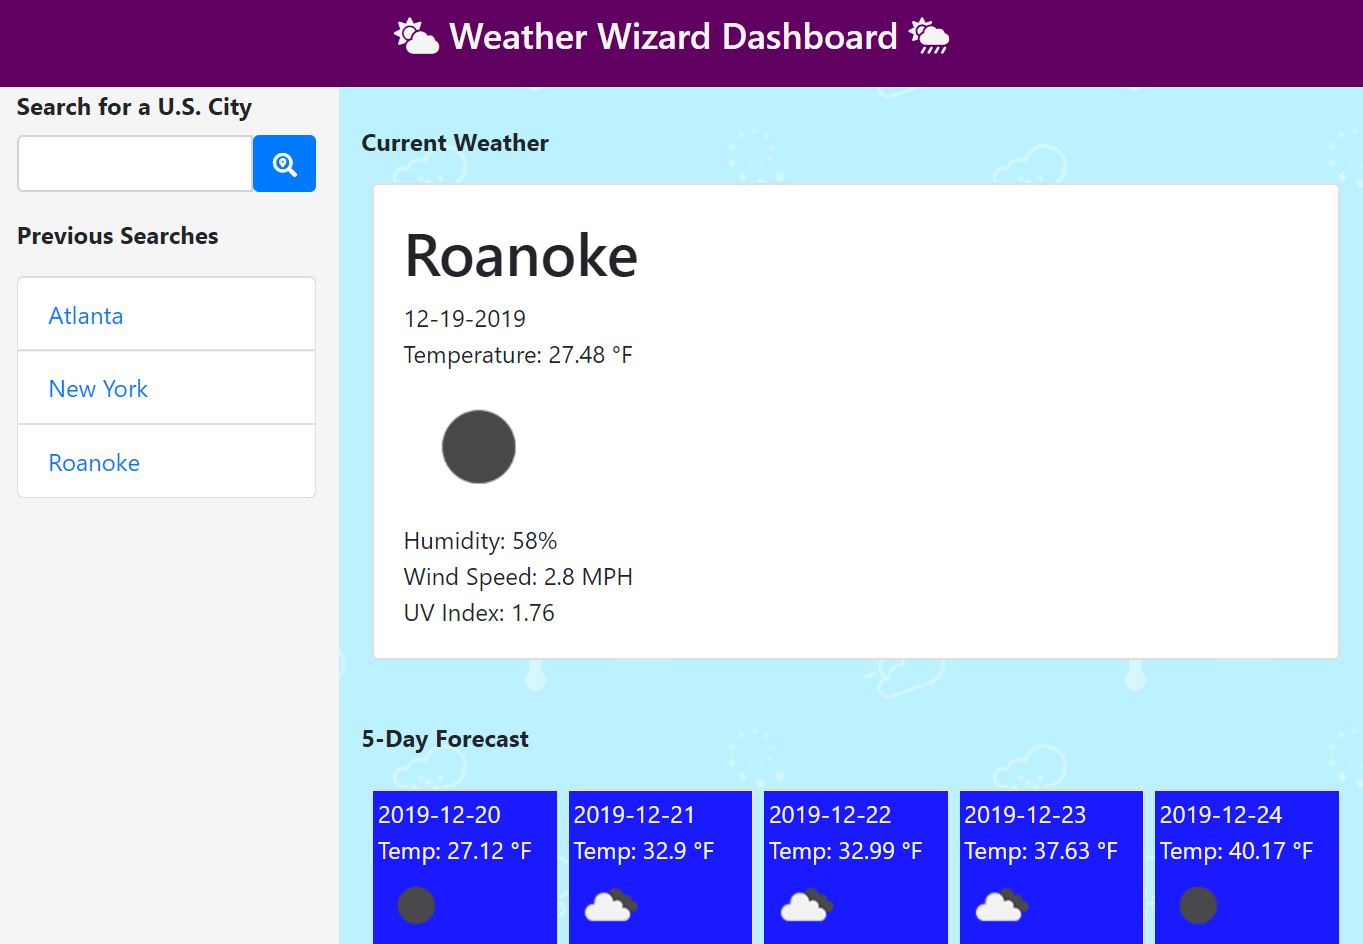 Weather Wizard Dashboard
Search for a U.S. City
Previous Searches
Atlanta
New York
Roanoke
Current Weather
Roanoke
12-19-2019
Temperature: 27.48 °F
Humidity: 58%
Wind Speed: 2.8 MPH
UV Index: 1.76
5-Day Forecast
2019-12-20
Temp: 27.12 °F
2019-12-21
Temp: 32.9 °F
2019-12-22
Temp: 32.99 °F
2019-12-23
Temp: 37.63 °F
2019-12-24
Temp: 40.17 °F